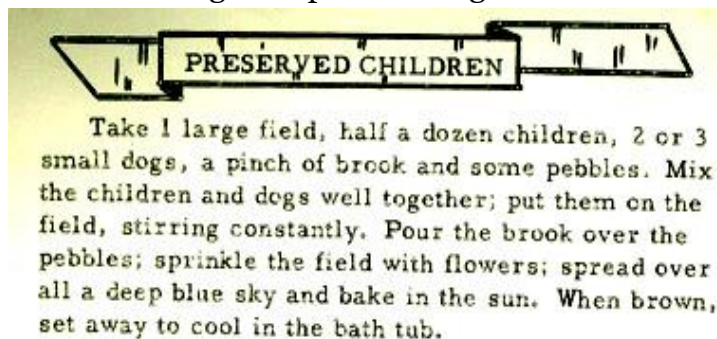 PRESERVED CHILDREN
Take 1 large field, half a dozen children, 2 or 3
small dogs, a pinch of brook and some pebbles. Mix
the children and dogs well together; put them on the
field, stirring constantly. Pour the brook over the
pebbles; sprinkle the field with flowers; spread over
all a deep blue sky and bake in the sun. When brown,
set away to cool in the bath tub.